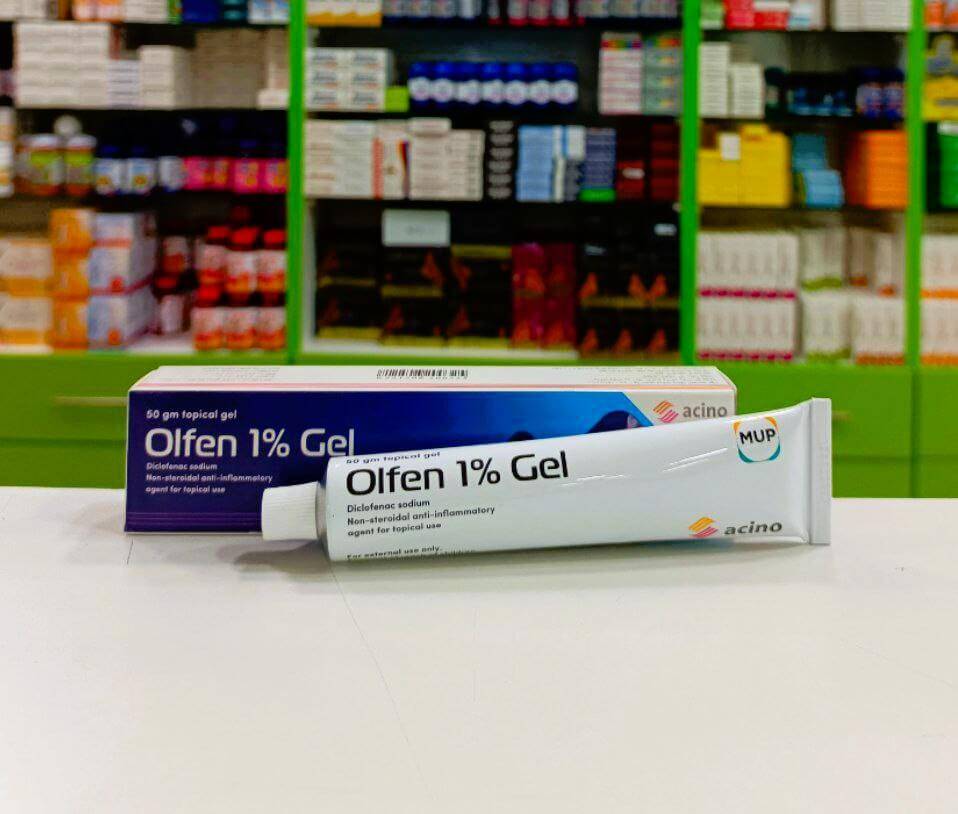 50 gm topical gel
Olfen 1% Gel
Diclofenac sodium
Non-steroidal anti-inflammatory
agent for topical use
acino
50 gm topical gel
Olfen 1% Gel
Diclofenac sodium
Non-steroidal anti-inflammatory
agent for topical use
For external use only.
MUP
acino